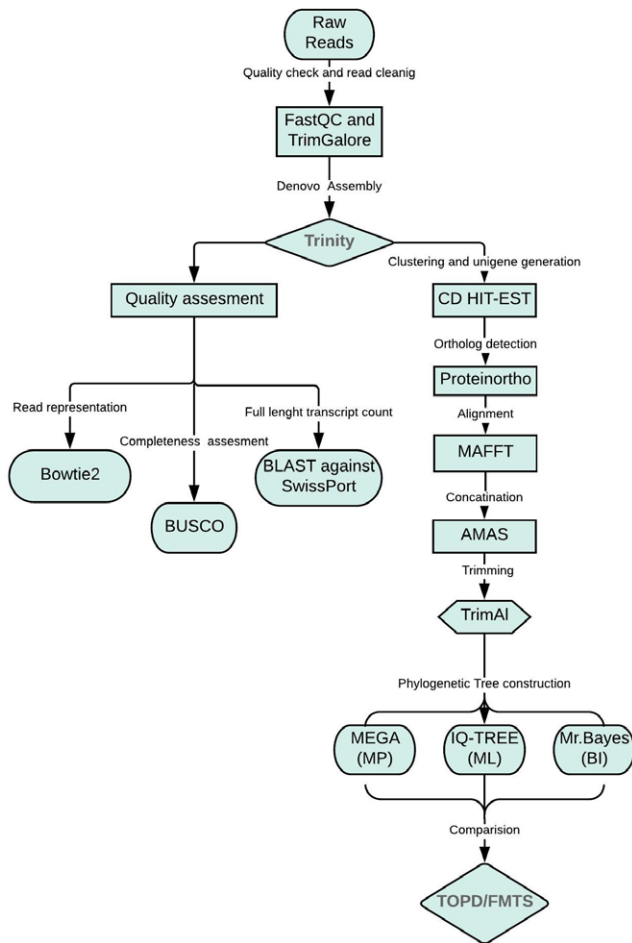 Raw
Reads
Quality check and read cleanig
FastQC and
TrimGalore
Denovo Assembly
Trinity
Clustering and unigene generation
Quality assesment
CD HIT-EST
Ortholog detection
Proteinortho
Read representation
Full lenght transcript count
Alignment
Completeness assesment
Bowtie2
BLAST against
SwissPort
MAFFT
Concatination
BUSCO
AMAS
Trimming
TrimAl
Phylogenetic Tree construction
MEGA
(MP)
IQ-TREE
(ML)
Mr.Bayes
(BI)
Comparision
TOPD/FMTS